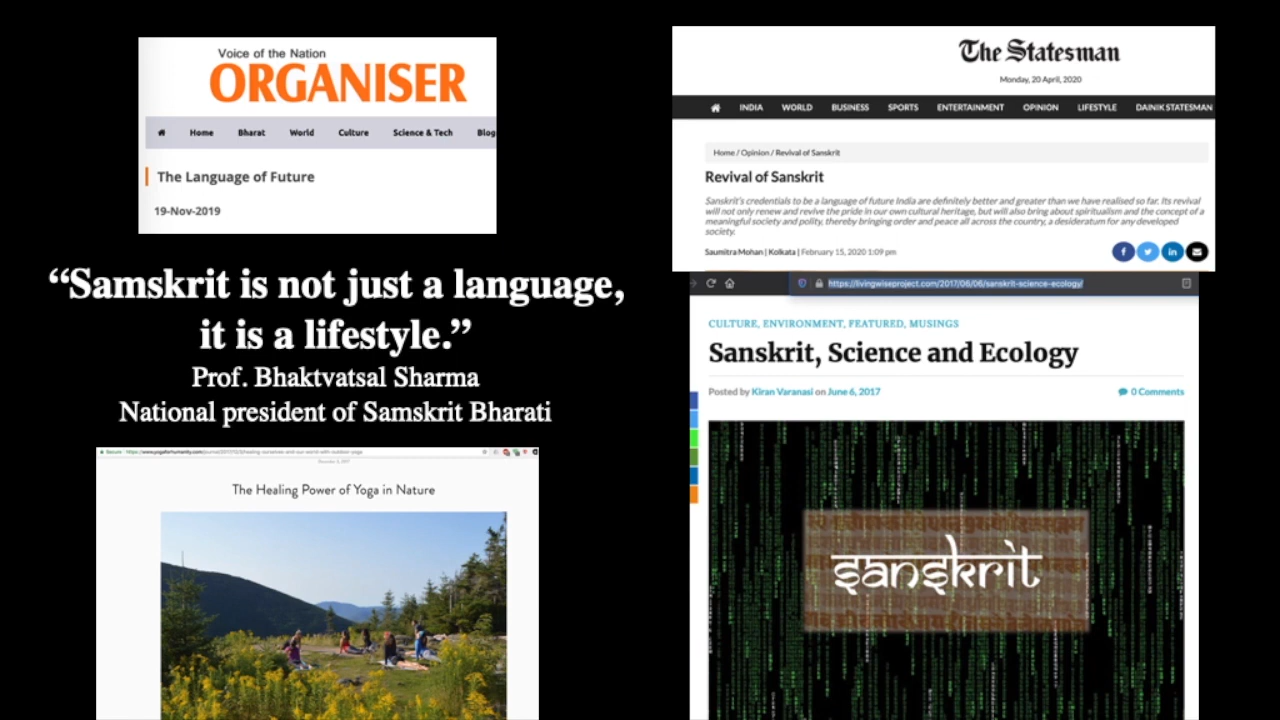 Voice of the Nation
ORGANISER
Home Bharat World Culture Science & Tech Blog
The Language of Future
19-Nov-2019
“Samskrit is not just a language,
it is a lifestyle.”
Prof. Bhaktvatsal Sharma
National president of Samskrit Bharati
The Healing Power of Yoga in Nature
The Statesman
Monday, 20 April, 2020
INDIA WORLD BUSINESS SPORTS ENTERTAINMENT OPINION LIFESTYLE DAINIK STATESMAN
Home / Opinion / Revival of Sanskrit
Revival of Sanskrit
Sanskrit's credentials to be a language of future India are definitely better and greater than we have realised so far. Its revival
will not only renew and revive the pride in our own cultural heritage, but will also bring about spiritualism and the concept of a
meaningful society and polity, thereby bringing order and peace all across the country, a desideratum for any developed
society.
Saumitra Mohan | Kolkata | February 15, 2020 1:09 pm
https://livingwiseproject.com/2017/06/06/sanskrit-science-ecology/
CULTURE, ENVIRONMENT, FEATURED, MUSINGS
Sanskrit, Science and Ecology
Posted by Kiran Varanasi on June 6, 2017
0 Comments
sanskrit